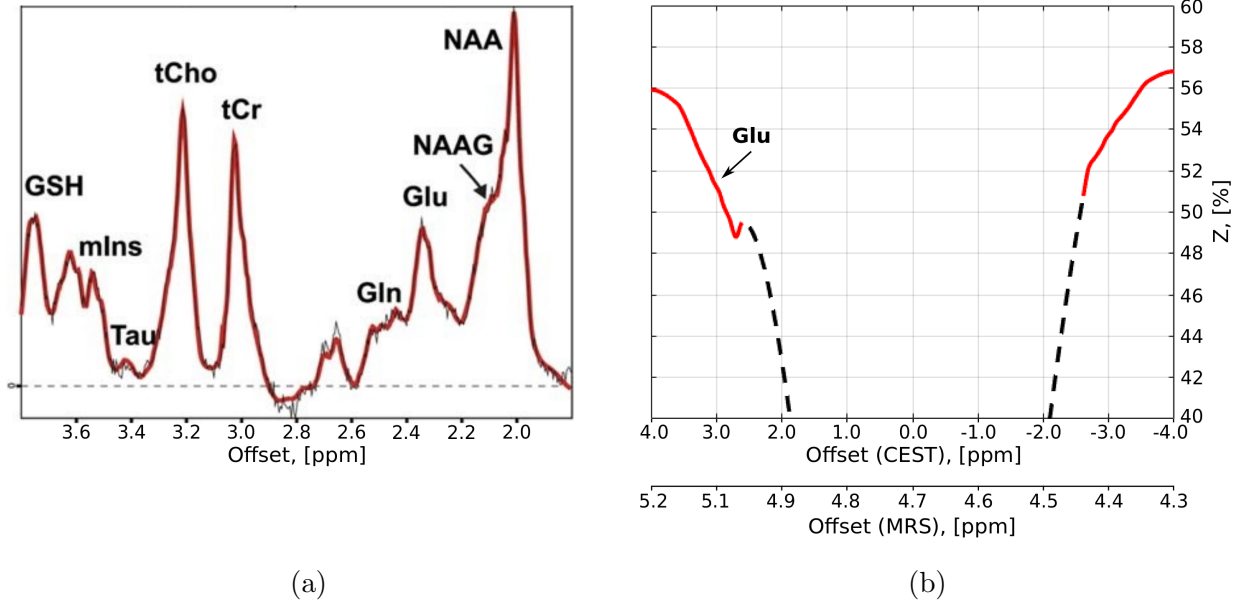 NAA
tCho
tCr
NAAG
GSH
Glu
mIns
Gln
Tau
0
3.6 3.4 3.2 3.0 2.8 2.6 2.4 2.2 2.0
Offset, [ppm]
(a)
60
58
56
54
52
50
48
46
44
42
40
Z, [%]
Glu
4.0 3.0 2.0 1.0 0.0 -1.0 -2.0 -3.0 -4.0
Offset (CEST), [ppm]
5.2 5.1 4.9 4.8 4.7 4.6 4.5 4.4 4.3
Offset (MRS), [ppm]
(b)